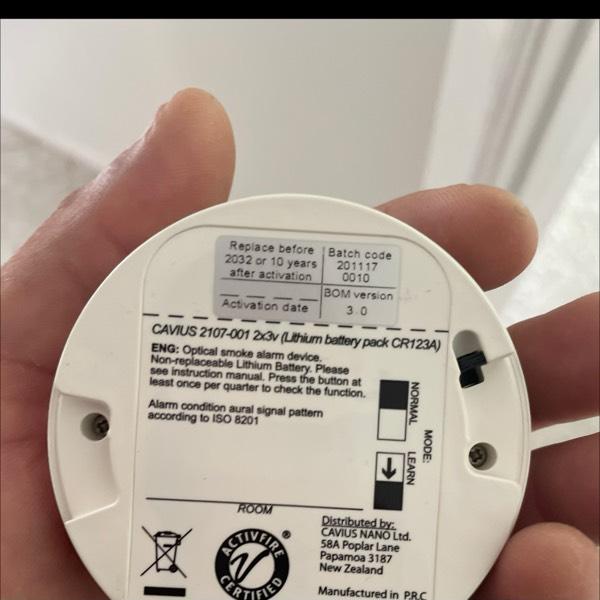 Replace before
2032 or 10 years
after activation
Activation date
Batch code
201117
0010
BOM version
3.0
CAVIUS 2107-001 2x3v (Lithium battery pack CR123A)
ENG: Optical smoke alarm device.
Non-replaceable Lithium Battery. Please
see instruction manual. Press the button at
least once per quarter to check the function.
Alarm condition aural signal pattern
according to ISO 8201
NORMAL
MODE:
LEARN
ROOM
ACTIVFIRE
CERTIFIED
®
Distributed by:
CAVIUS NANO Ltd.
58A Poplar Lane
Papamoa 3187
New Zealand
Manufactured in P.R.C